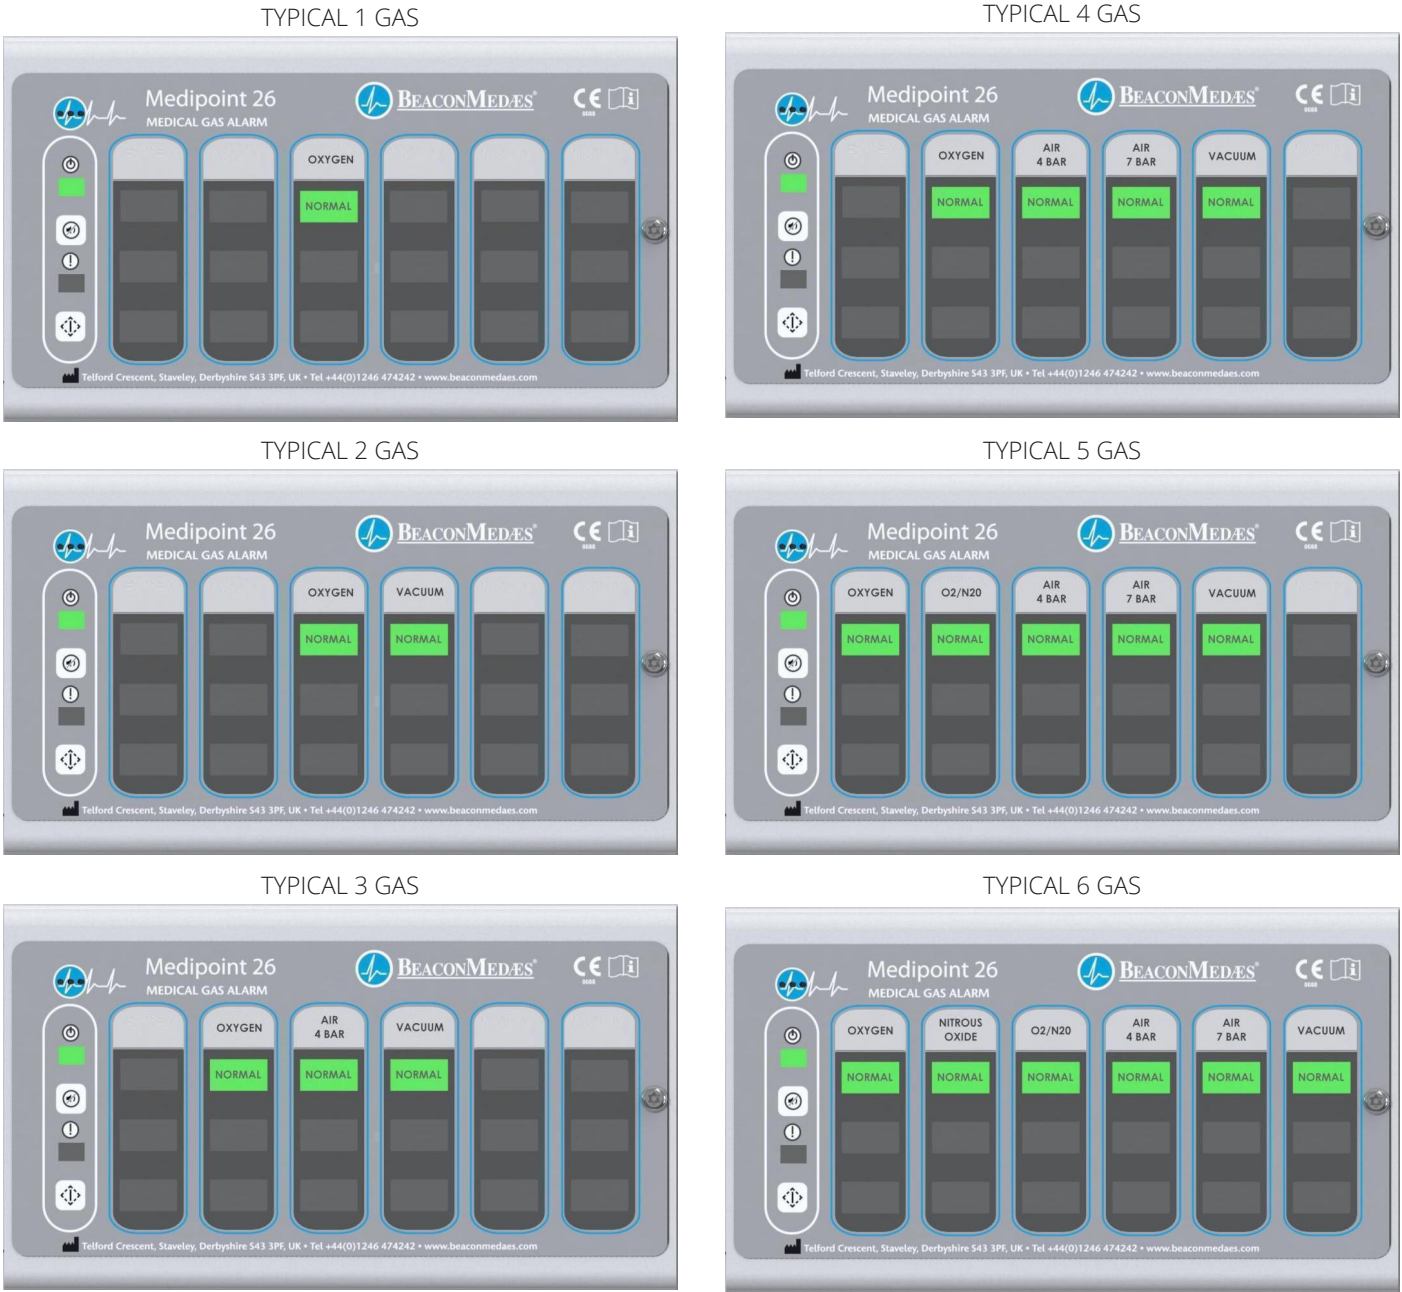 TYPICAL 1 GAS
Medipoint 26
MEDICAL GAS ALARM
BEACONMEDÆS®
CE
OXYGEN
NORMAL
Telford Crescent, Staveley, Derbyshire S43 3PF, UK • Tel +44(0)1246 474242 • www.beaconmedaes.com
TYPICAL 4 GAS
Medipoint 26
MEDICAL GAS ALARM
BEACONMEDÆS®
CE
OXYGEN
AIR
4 BAR
AIR
7 BAR
VACUUM
NORMAL NORMAL NORMAL NORMAL
Telford Crescent, Staveley, Derbyshire S43 3PF, UK • Tel +44(0)1246 474242 • www.beaconmedaes.com
TYPICAL 2 GAS
Medipoint 26
MEDICAL GAS ALARM
BEACONMEDÆS®
CE
OXYGEN VACUUM
NORMAL NORMAL
Telford Crescent, Staveley, Derbyshire S43 3PF, UK • Tel +44(0)1246 474242 • www.beaconmedaes.com
TYPICAL 5 GAS
Medipoint 26
MEDICAL GAS ALARM
BEACONMEDÆS®
CE
OXYGEN
O2/N20
AIR
4 BAR
AIR
7 BAR
VACUUM
NORMAL NORMAL NORMAL NORMAL NORMAL
Telford Crescent, Staveley, Derbyshire S43 3PF, UK • Tel +44(0)1246 474242 • www.beaconmedaes.com
TYPICAL 3 GAS
Medipoint 26
MEDICAL GAS ALARM
BEACONMEDÆS®
CE
OXYGEN
AIR
4 BAR
VACUUM
NORMAL NORMAL NORMAL
Telford Crescent, Staveley, Derbyshire S43 3PF, UK • Tel +44(0)1246 474242 • www.beaconmedaes.com
TYPICAL 6 GAS
Medipoint 26
MEDICAL GAS ALARM
BEACONMEDÆS®
CE
OXYGEN
NITROUS
OXIDE
O2/N20
AIR
4 BAR
AIR
7 BAR
VACUUM
NORMAL NORMAL NORMAL NORMAL NORMAL NORMAL
Telford Crescent, Staveley, Derbyshire S43 3PF, UK • Tel +44(0)1246 474242 • www.beaconmedaes.com